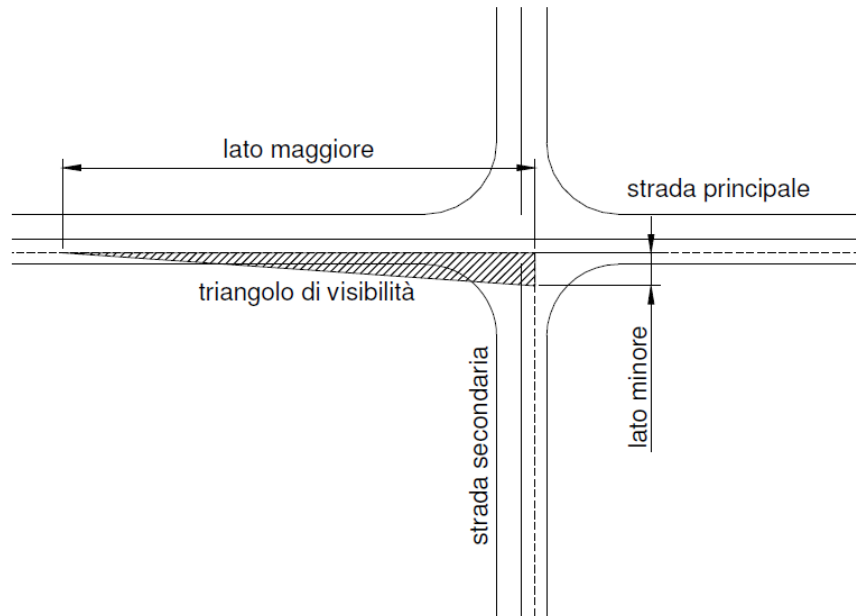 lato maggiore
strada principale
triangolo di visibilità
strada secondaria
lato minore